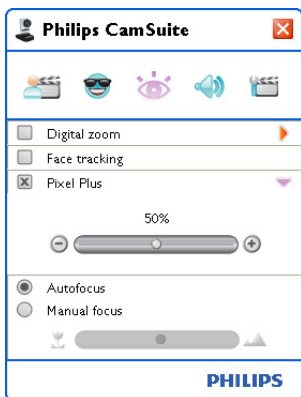 Philips CamSuite
Digital zoom
Face tracking
Pixel Plus
50%
Autofocus
Manual focus
PHILIPS